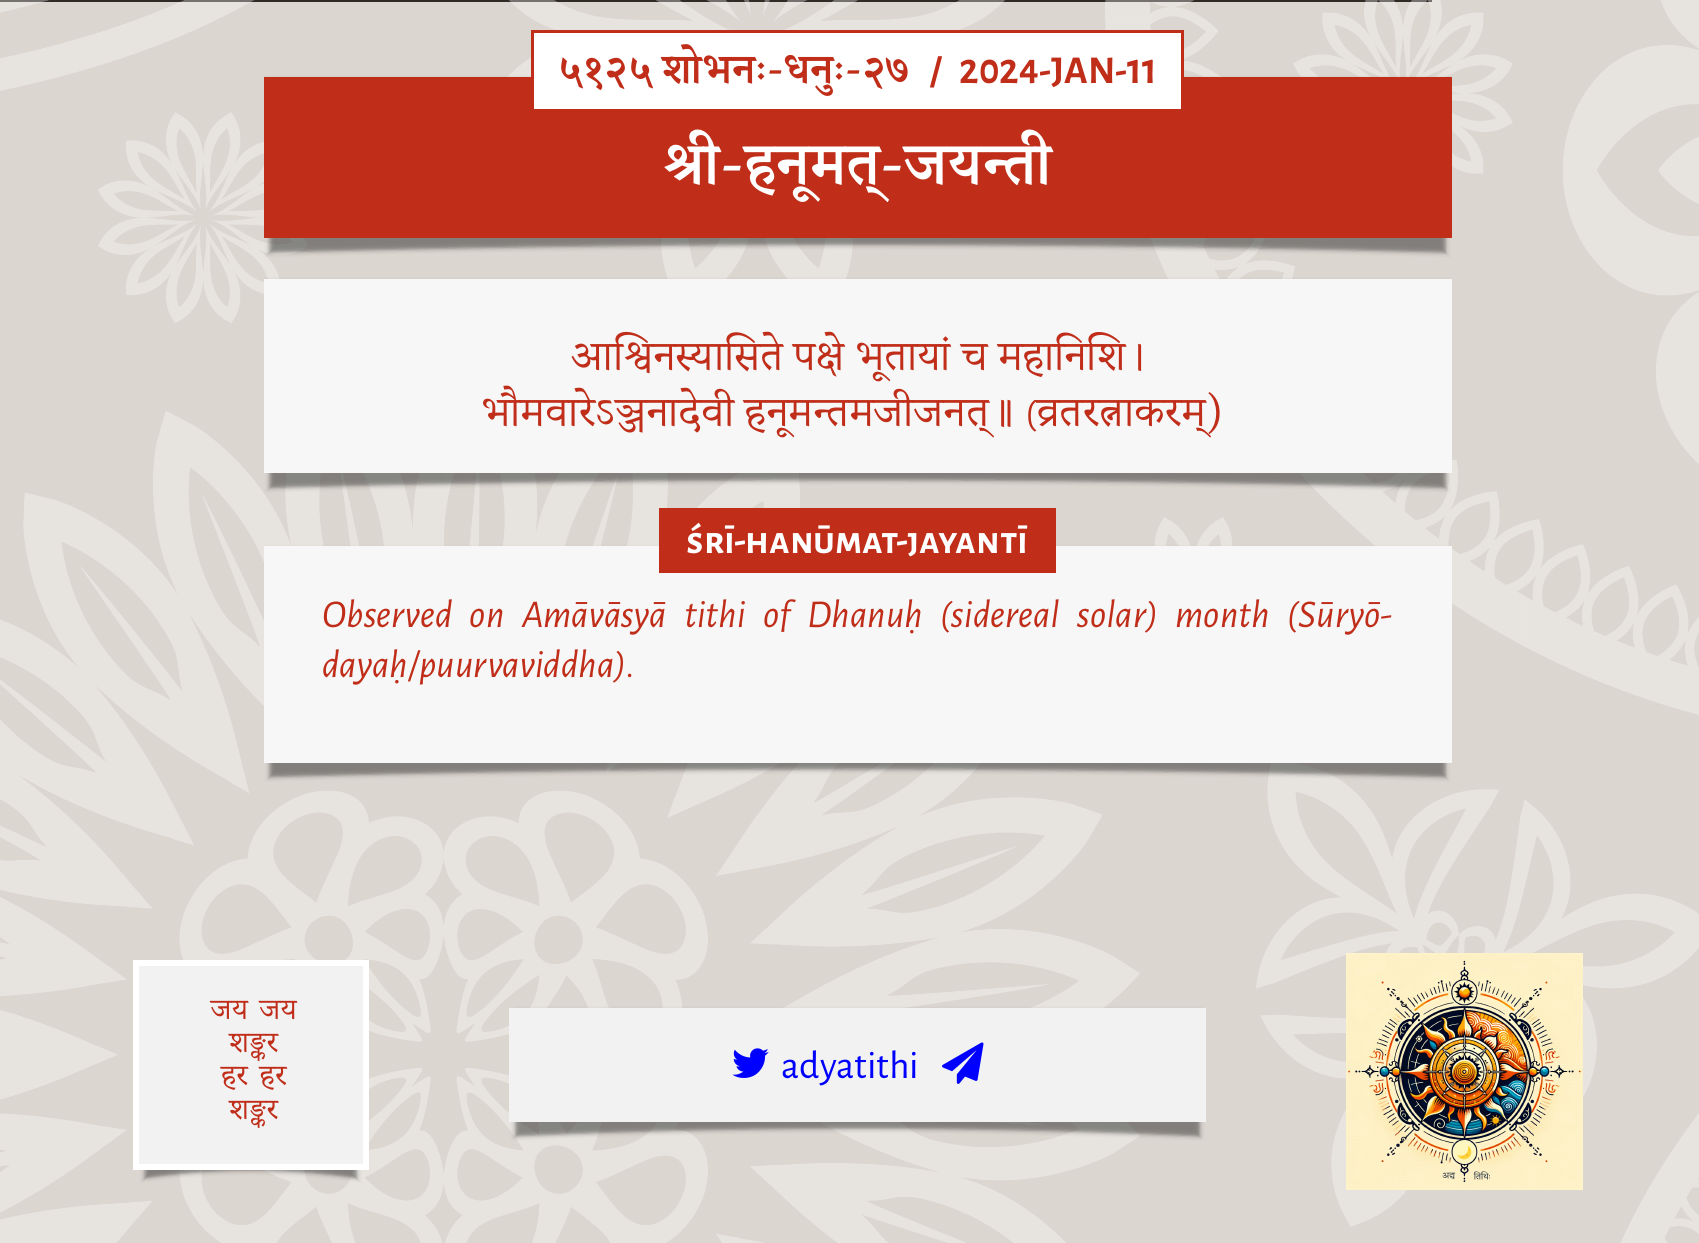 ५१२५ शोभनः-धनुः-२७ / 2024-JAN-11
श्री-हनूमत्-जयन्ती
आश्विनस्यासिते पक्षे भूतायां च महानिशि।
भौमवारेऽञ्जनादेवी हनूमन्तमजीजनत्॥ (व्रतरत्नाकरम्)
ŚRĪ-HANŪMAT-JAYANTĪ
Observed on Amāvāsyā tithi of Dhanuḥ (sidereal solar) month (Sūryō-
dayaḥ/puurvaviddha).
जय जय
शङ्कर
हर हर
शङ्कर
adyatithi
अद्य तिथिः